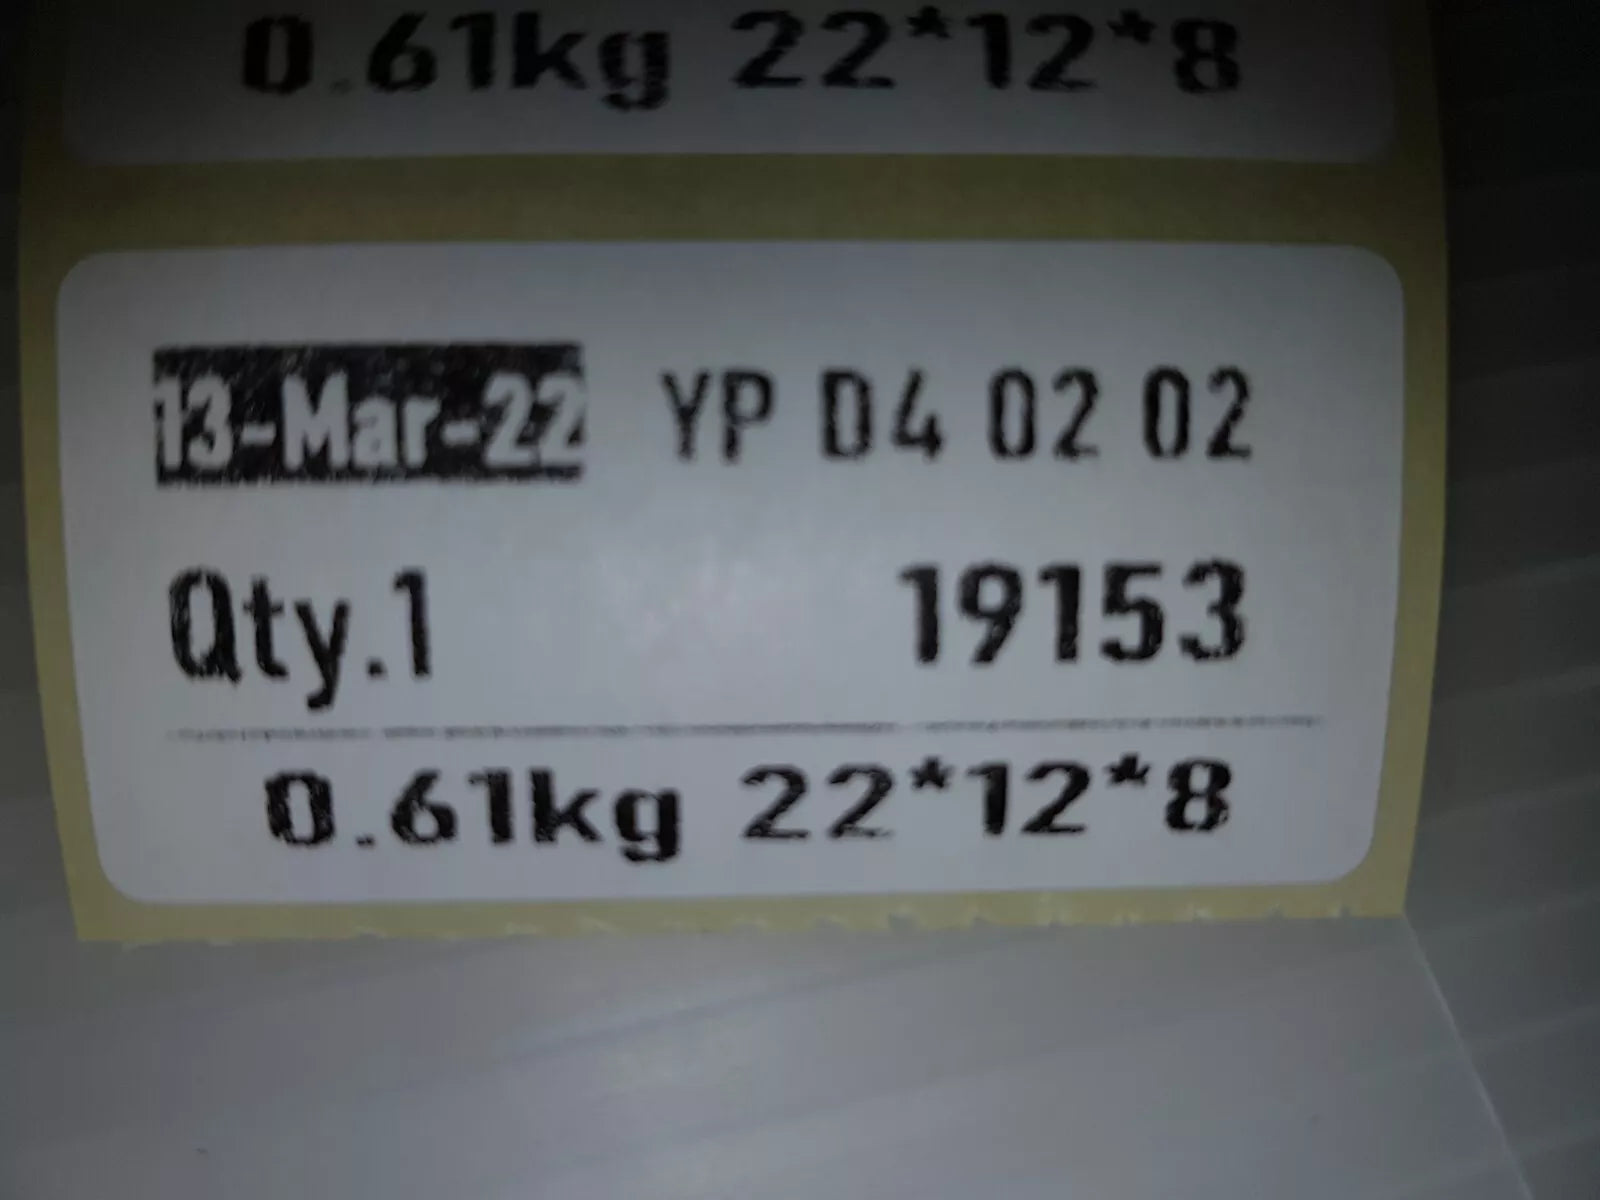 0.61kg 22*12*8
13-Mar-22 YP D4 02 02
Qty.1 19153
0.61kg 22*12*8